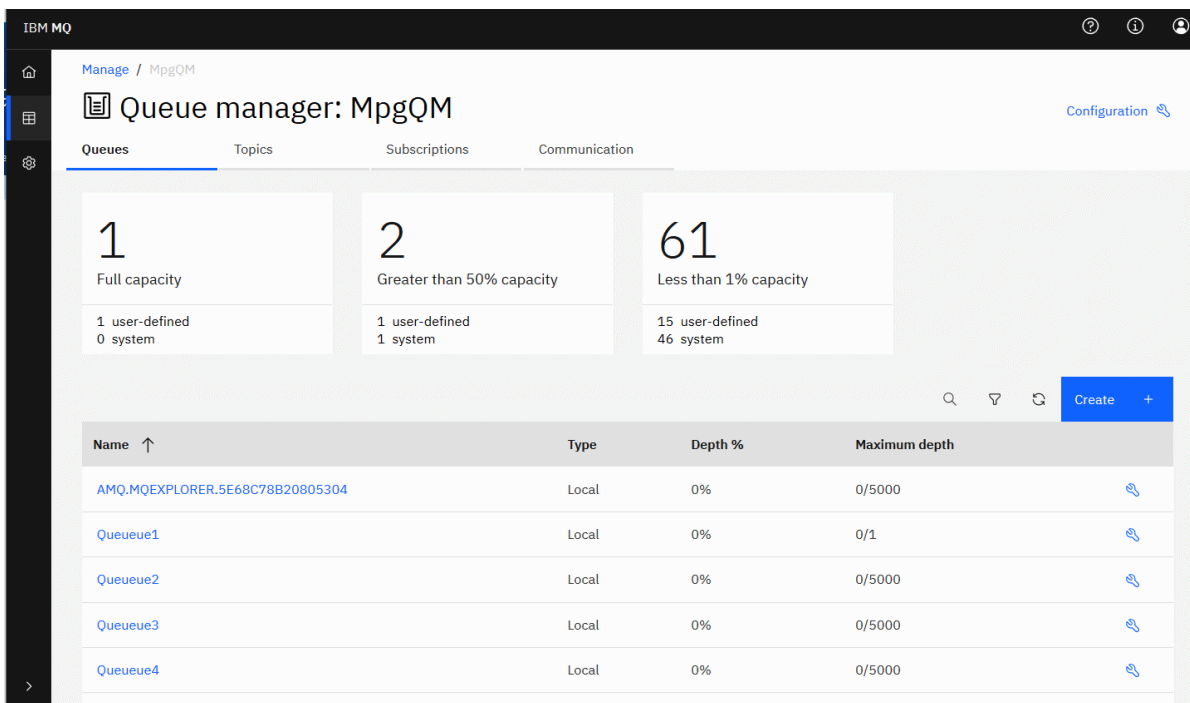 IBM MQ
Manage / MpgQM
Queue manager: MpgQM
Configuration
Queues Topics Subscriptions Communication
1
Full capacity
1 user-defined
0 system
2
Greater than 50% capacity
1 user-defined
1 system
61
Less than 1% capacity
15 user-defined
46 system
Create +
Name Type Depth % Maximum depth
AMQ.MQEXPLORER.5E68C78B20805304 Local 0% 0/5000
Queueue1 Local 0% 0/1
Queueue2 Local 0% 0/5000
Queueue3 Local 0% 0/5000
Queueue4 Local 0% 0/5000